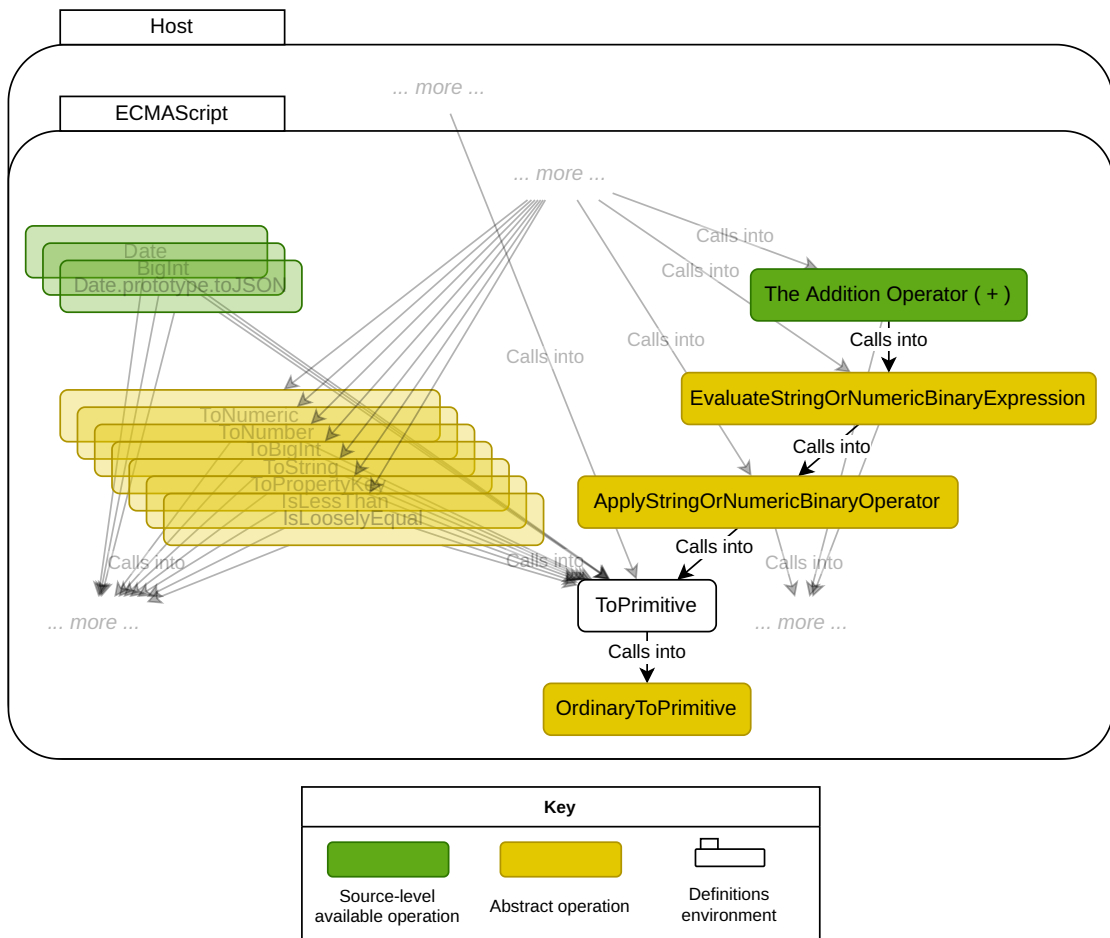 Host
... more ...
ECMAScript
... more ...
Calls into
Date
BigInt
Calls into
Date.prototype.toJSON
The Addition Operator ( + )
Calls into
Calls into
Calls into
EvaluateStringOrNumericBinaryExpression
ToNumeric
ToNumber
Calls into
ToBigInt
ToString
ToPropertyKey
ApplyStringOrNumericBinaryOperator
IsLessThan
IsLooselyEqual
Calls into
Calls into
Calls into
Calls into
ToPrimitive
... more ...
... more ...
Calls into
OrdinaryToPrimitive
Key
Source-level
available operation
Abstract operation
Definitions
environment